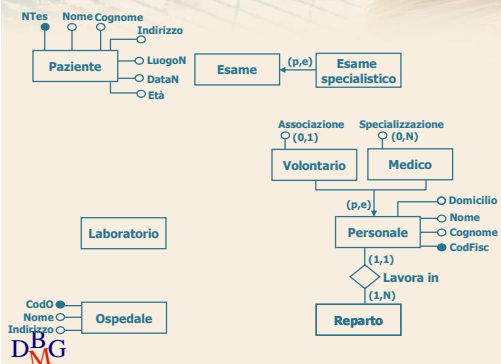 NTes Nome Cognome
Indirizzo
Paziente
LuogoN
DataN
Età
Esame
(p,e)
Esame
specialistico
Associazione
(0,1)
Specializzazione
(0,N)
Volontario
Medico
(p,e)
Personale
Domicilio
Nome
Cognome
CodFisc
(1,1)
Lavora in
(1,N)
Reparto
Laboratorio
CodO
Nome
Indirizzo
Ospedale
DBMG